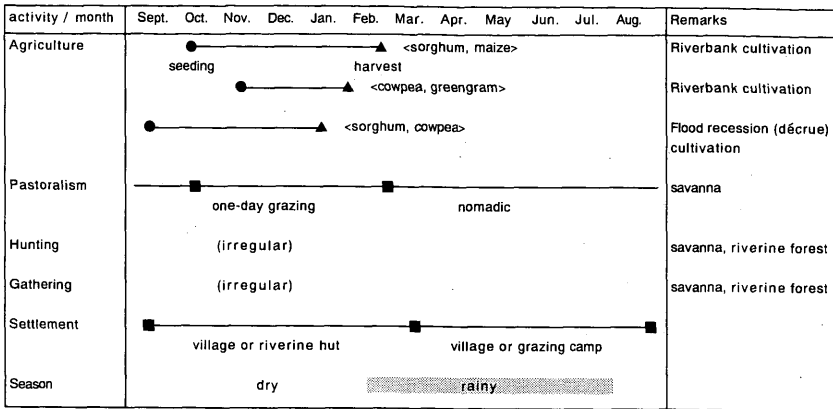 activity / month Sept. Oct. Nov. Dec. Jan. Feb. Mar. Apr. May Jun. Jul. Aug. Remarks
Agriculture <sorghum, maize> Riverbank cultivation
seeding harvest
<cowpea, greengram> Riverbank cultivation
<sorghum, cowpea> Flood recession (décrue)
cultivation
Pastoralism savanna
one-day grazing nomadic
Hunting (irregular) savanna, riverine forest
Gathering (irregular) savanna, riverine forest
Settlement
village or riverine hut village or grazing camp
Season dry rainy